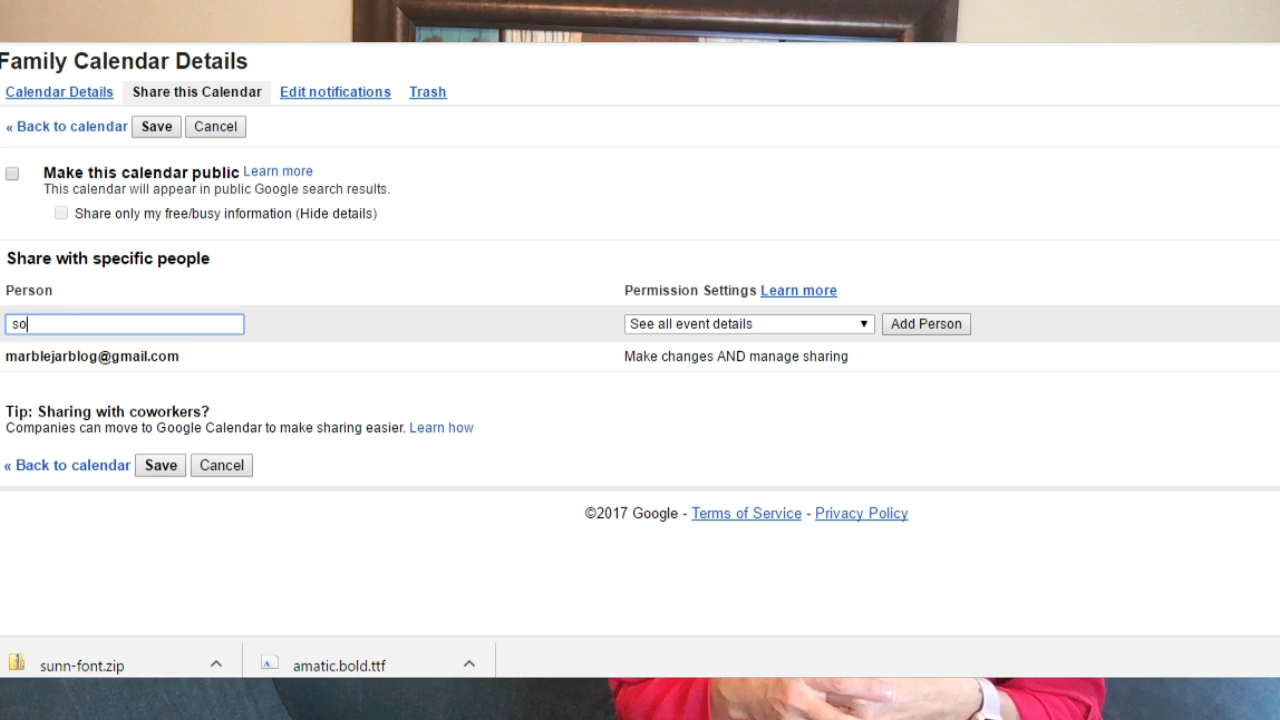 Family Calendar Details
Calendar Details Share this Calendar Edit notifications Trash
« Back to calendar Save Cancel
Make this calendar public Learn more
This calendar will appear in public Google search results.
Share only my free/busy information (Hide details)
Share with specific people
Person Permission Settings Learn more
so See all event details Add Person
marblejarblog@gmail.com Make changes AND manage sharing
Tip: Sharing with coworkers?
Companies can move to Google Calendar to make sharing easier. Learn how
« Back to calendar Save Cancel
©2017 Google - Terms of Service - Privacy Policy
sunn-font.zip amatic.bold.ttf